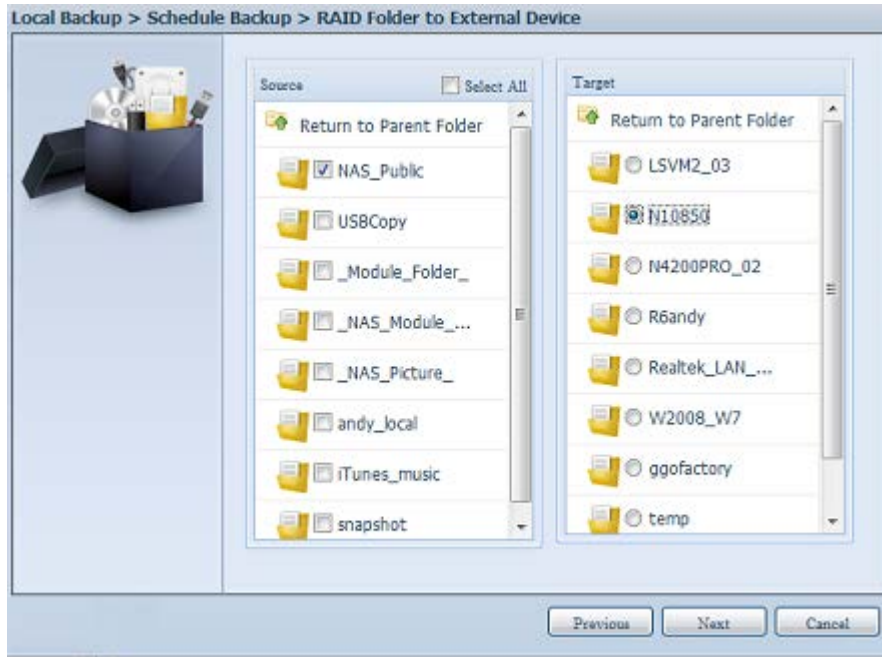 Local Backup > Schedule Backup > RAID Folder to External Device
Source
Select All
Return to Parent Folder
NAS_Public
USBCopy
_Module_Folder_
_NAS_Module_...
_NAS_Picture_
andy_local
iTunes_music
snapshot
Target
Return to Parent Folder
LSVM2_03
N10850
N4200PRO_02
R6andy
Realtek_LAN_...
W2008_W7
ggofactory
temp
Previous
Next
Cancel